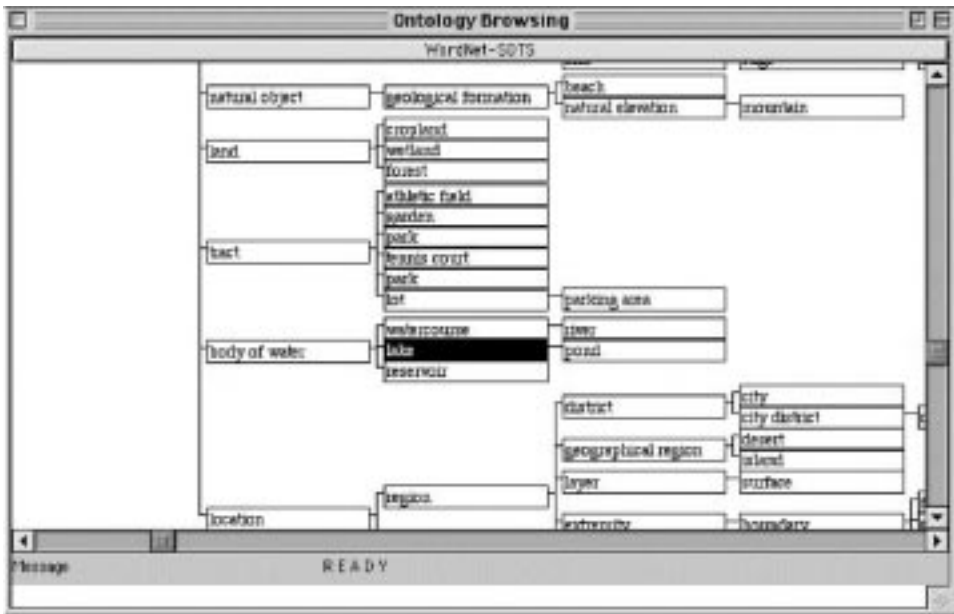 Ontology Browsing
WordNet-SDTS
natural object
geological formation
beach
natural elevation
mountain
land
cropland
wetland
forest
tract
athletic field
garden
park
tennis court
park
lot
parking area
body of water
watercourse
river
lake
pond
reservoir
district
city
city district
geographical region
desert
island
layer
surface
region
location
extremity
boundary
Message
READY